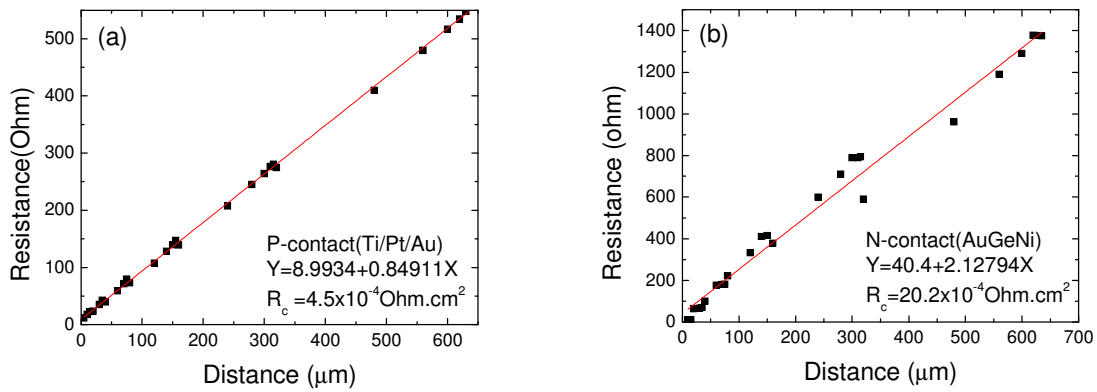 (a)
Resistance(Ohm)
500
400
300
200
100
0
P-contact(Ti/Pt/Au)
Y=8.9934+0.84911X
R_c =4.5x10^-4Ohm.cm^2
0 100 200 300 400 500 600
Distance (μm)
(b)
Resistance (ohm)
1400
1200
1000
800
600
400
200
0
N-contact(AuGeNi)
Y=40.4+2.12794X
R_c =20.2x10^-4Ohm.cm^2
0 100 200 300 400 500 600 700
Distance (μm)